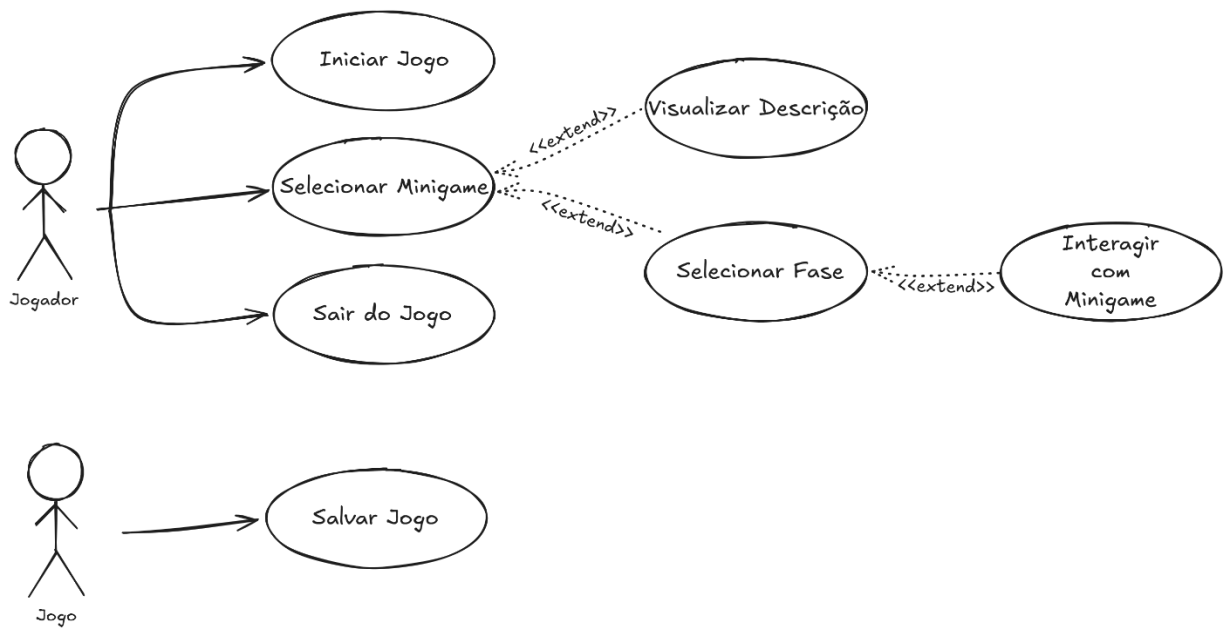 Iniciar Jogo
Visualizar Descrição
<<extend>>
Selecionar Minigame
<<extend>>
Selecionar Fase
Interagir
com
Minigame
<<extend>>
Jogador
Sair do Jogo
Salvar Jogo
Jogo